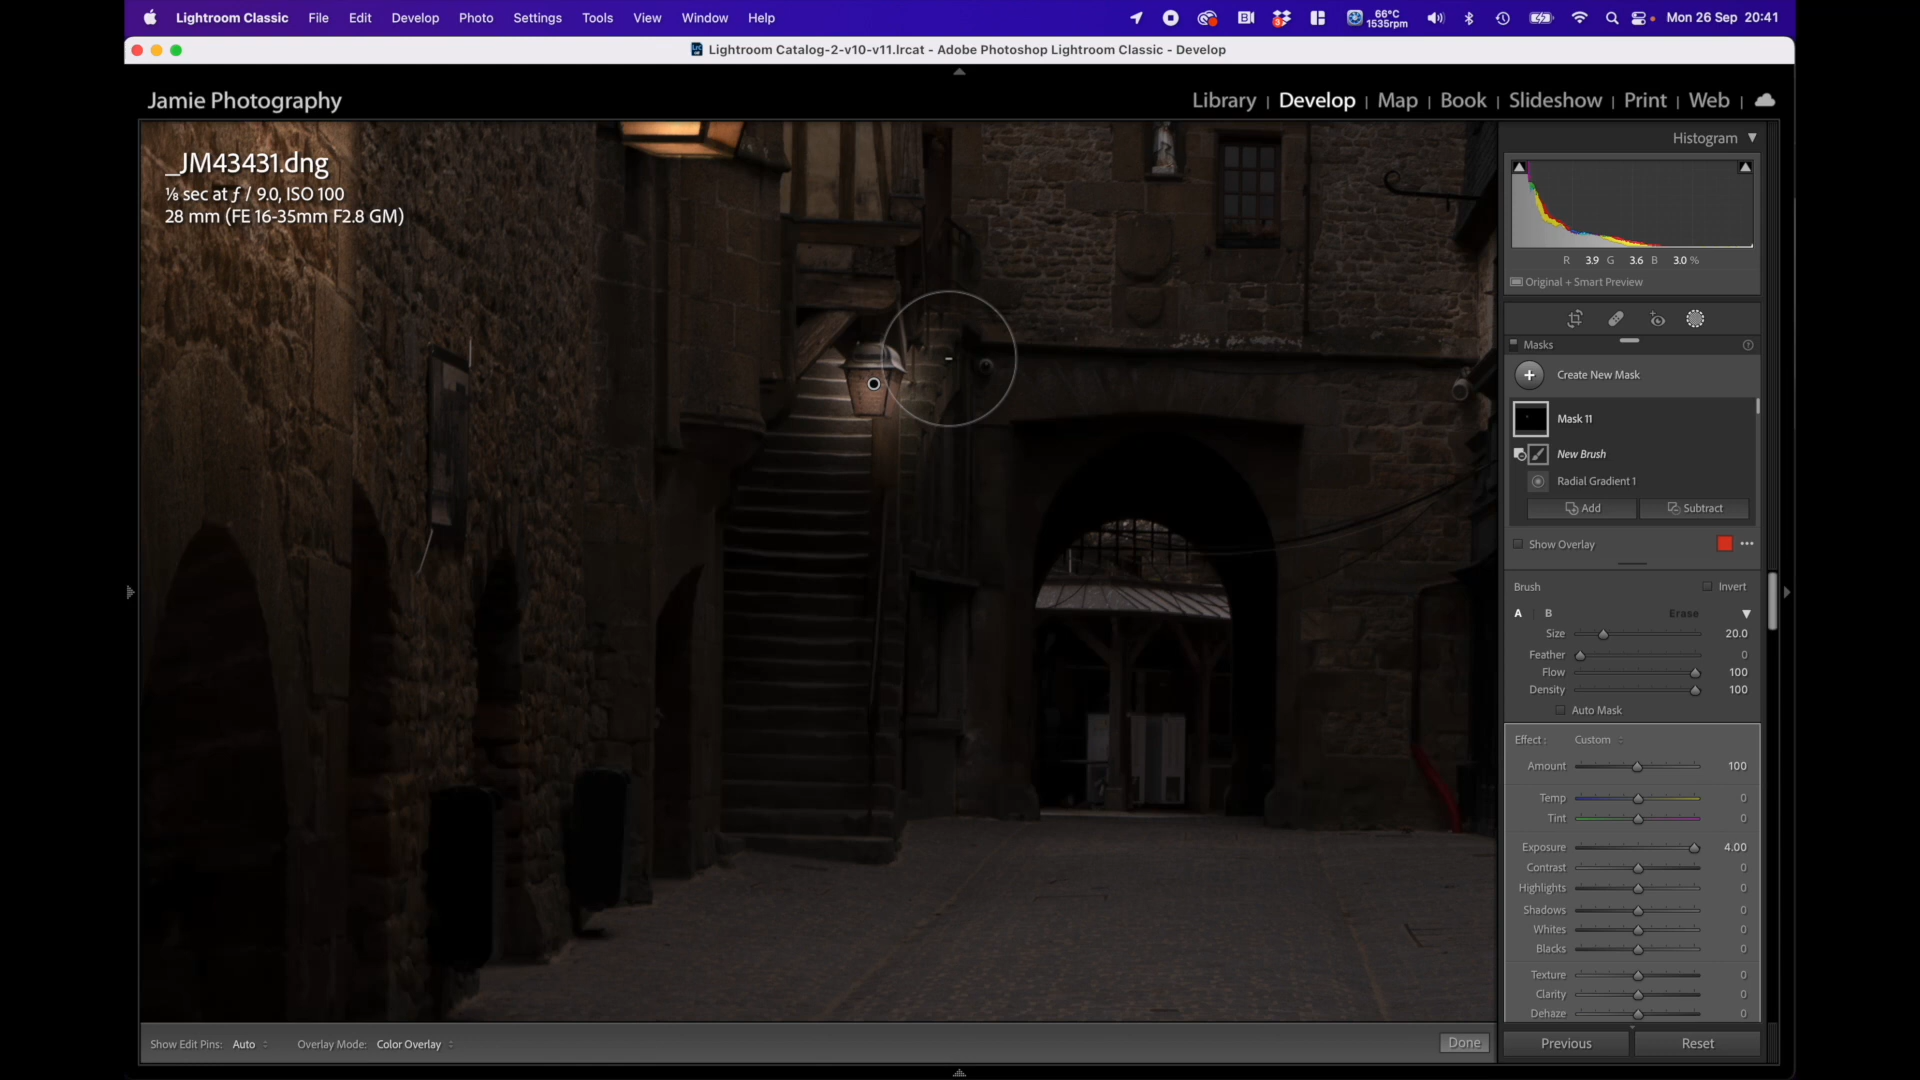 Lightroom Classic File Edit Develop Photo Settings Tools View Window Help 3 66°C 1535rpm Mon 26 Sep 20:41
Lightroom Catalog-2-v10-v11.lrcat - Adobe Photoshop Lightroom Classic - Develop
Jamie Photography
Library | Develop | Map | Book | Slideshow | Print | Web |
_JM43431.dng
⅛ sec at ƒ / 9.0, ISO 100
28 mm (FE 16-35mm F2.8 GM)
Histogram
R 3.9 G 3.6 B 3.0 %
Original + Smart Preview
Masks
Create New Mask
Mask 11
New Brush
Radial Gradient 1
Add Subtract
Show Overlay
Brush Invert
A B Erase
Size 20.0
Feather 0
Flow 100
Density 100
Auto Mask
Effect : Custom
Amount 100
Temp 0
Tint 0
Exposure 4.00
Contrast 0
Highlights 0
Shadows 0
Whites 0
Blacks 0
Texture 0
Clarity 0
Dehaze 0
Show Edit Pins: Auto Overlay Mode: Color Overlay Done
Previous Reset